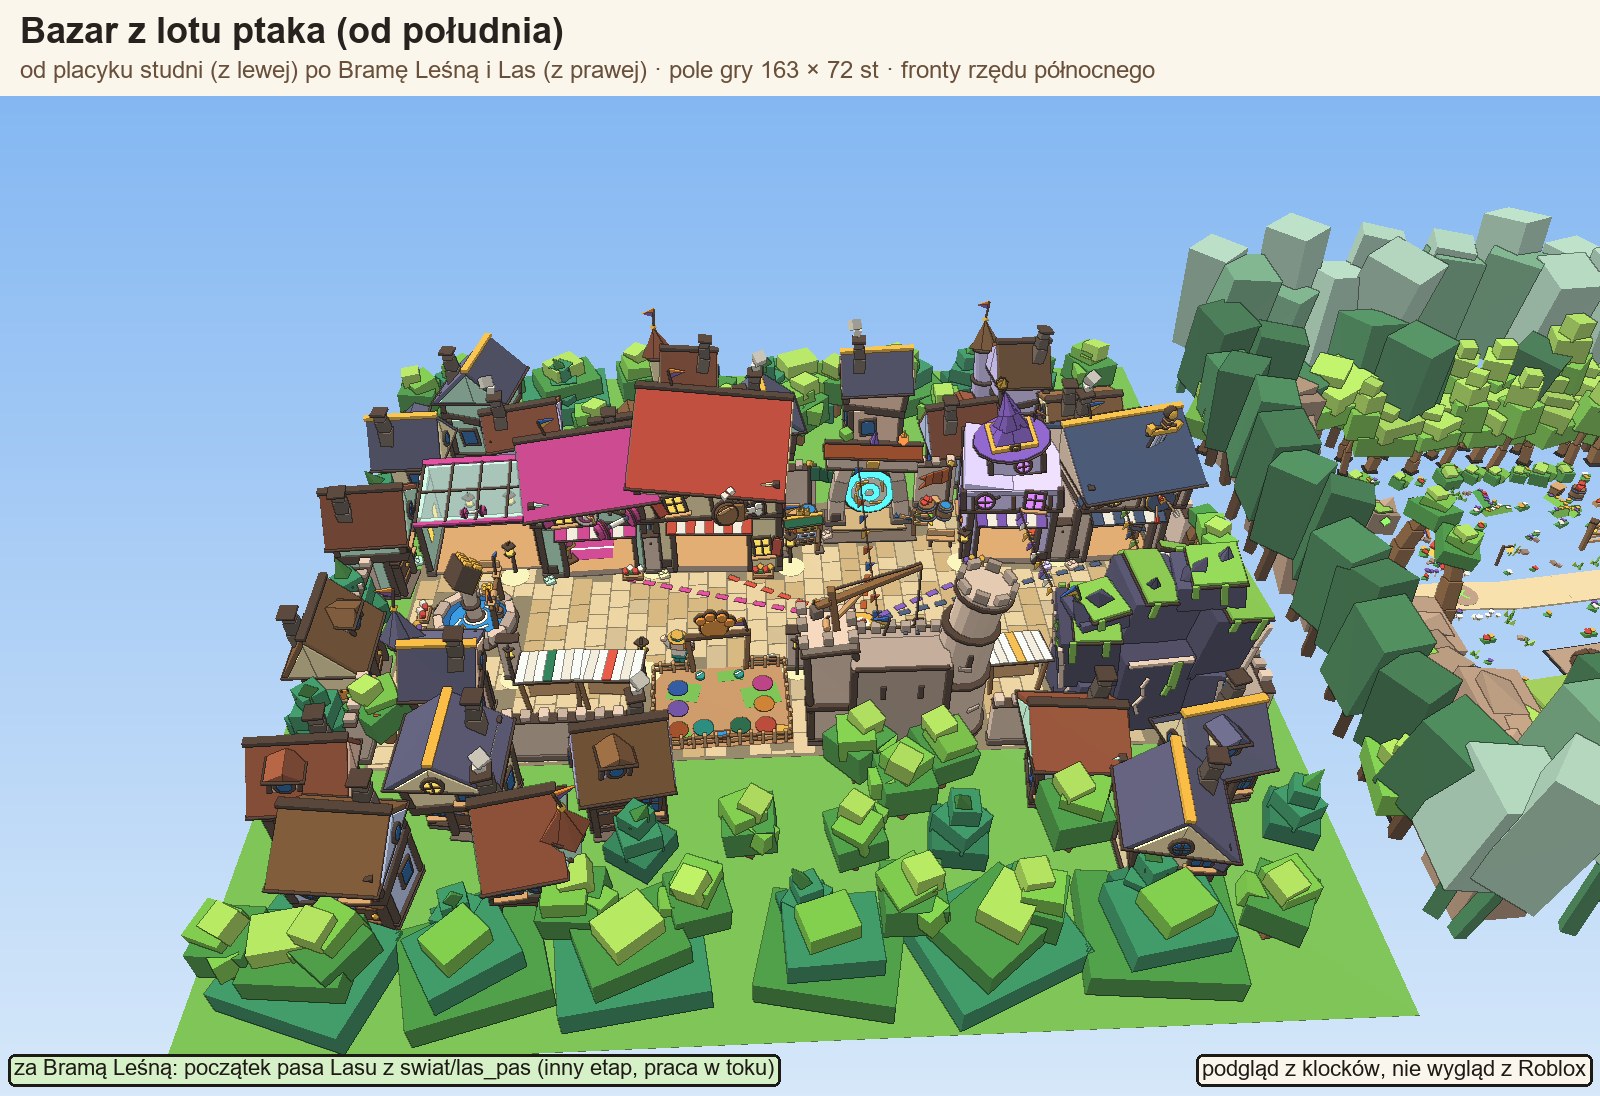 Bazar z lotu ptaka (od południa)
od placyku studni (z lewej) po Bramę Leśną i Las (z prawej) · pole gry 163 × 72 st · fronty rzędu północnego
za Bramą Leśną: początek pasa Lasu z swiat/las_pas (inny etap, praca w toku)
podgląd z klocków, nie wygląd z Roblox